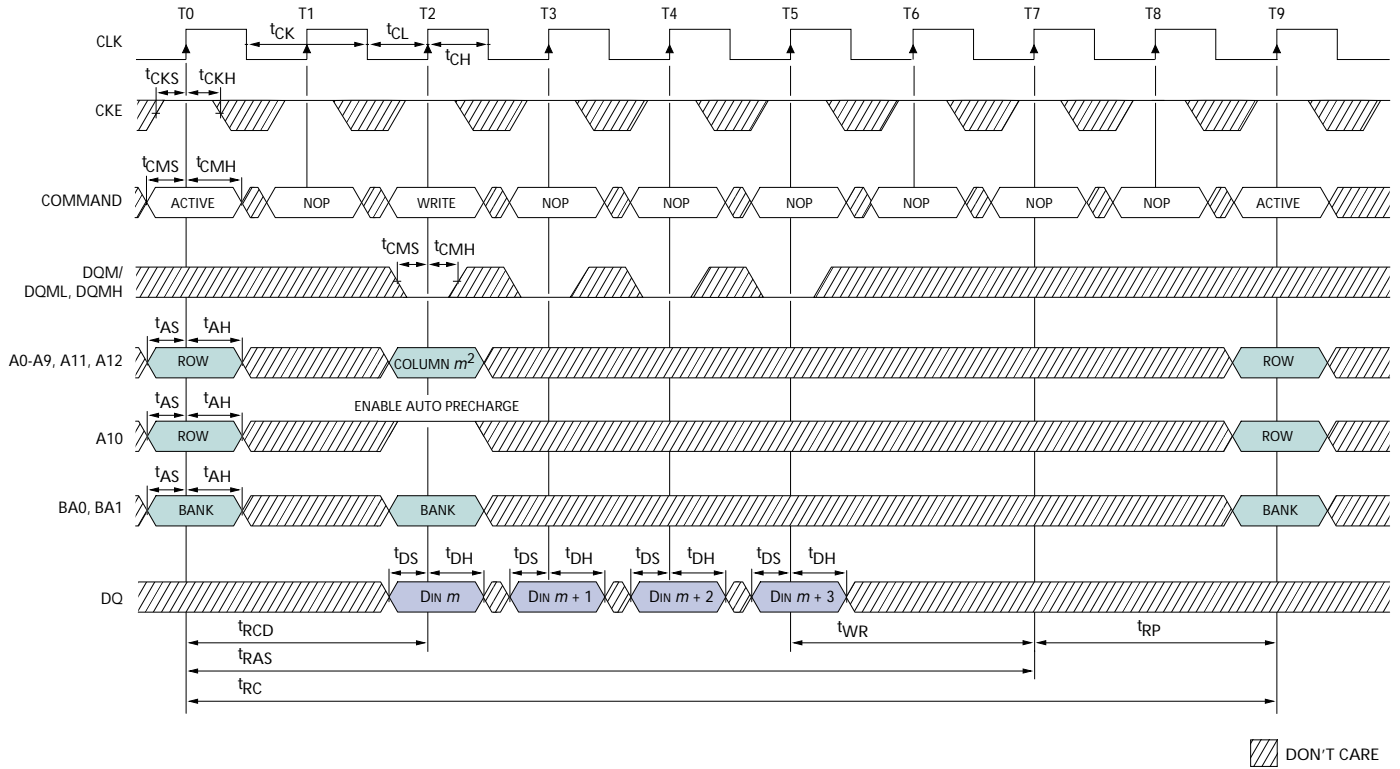 T0 T1 T2 T3 T4 T5 T6 T7 T8 T9
CLK tCK tCL tCH
tCKS tCKH
CKE
tCMS tCMH
COMMAND ACTIVE NOP WRITE NOP NOP NOP NOP NOP NOP ACTIVE
tCMS tCMH
DQM/
DQML, DQMH
tAS tAH
A0-A9, A11, A12 ROW COLUMN m2 ROW
tAS tAH ENABLE AUTO PRECHARGE
A10 ROW ROW
tAS tAH
BA0, BA1 BANK BANK BANK
tDS tDH tDS tDH tDS tDH tDS tDH
DQ DIN m DIN m + 1 DIN m + 2 DIN m + 3
tRCD tWR tRP
tRAS
tRC
DON'T CARE